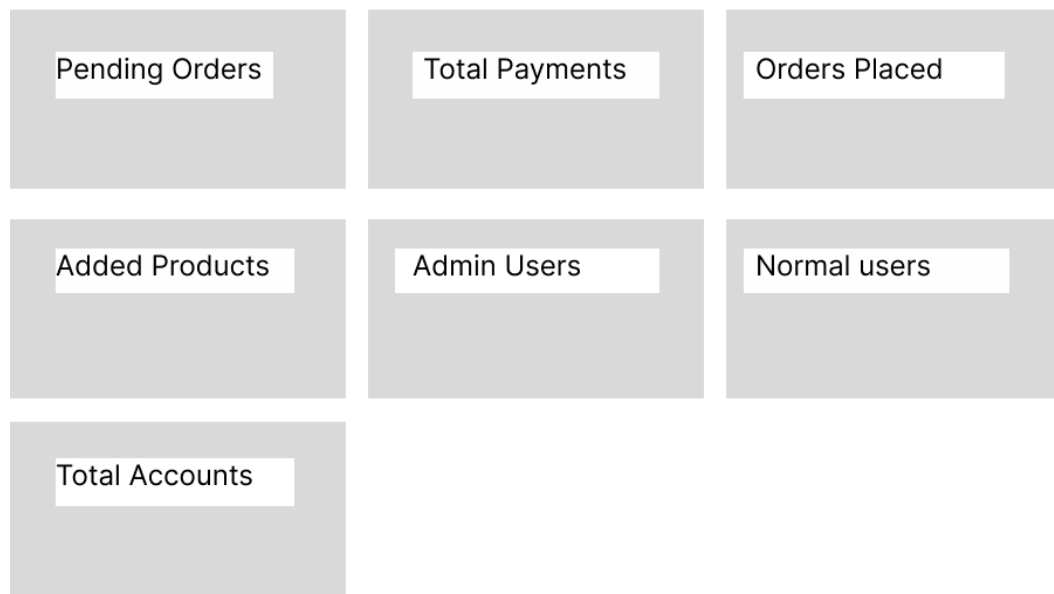 Pending Orders
Total Payments
Orders Placed
Added Products
Admin Users
Normal users
Total Accounts